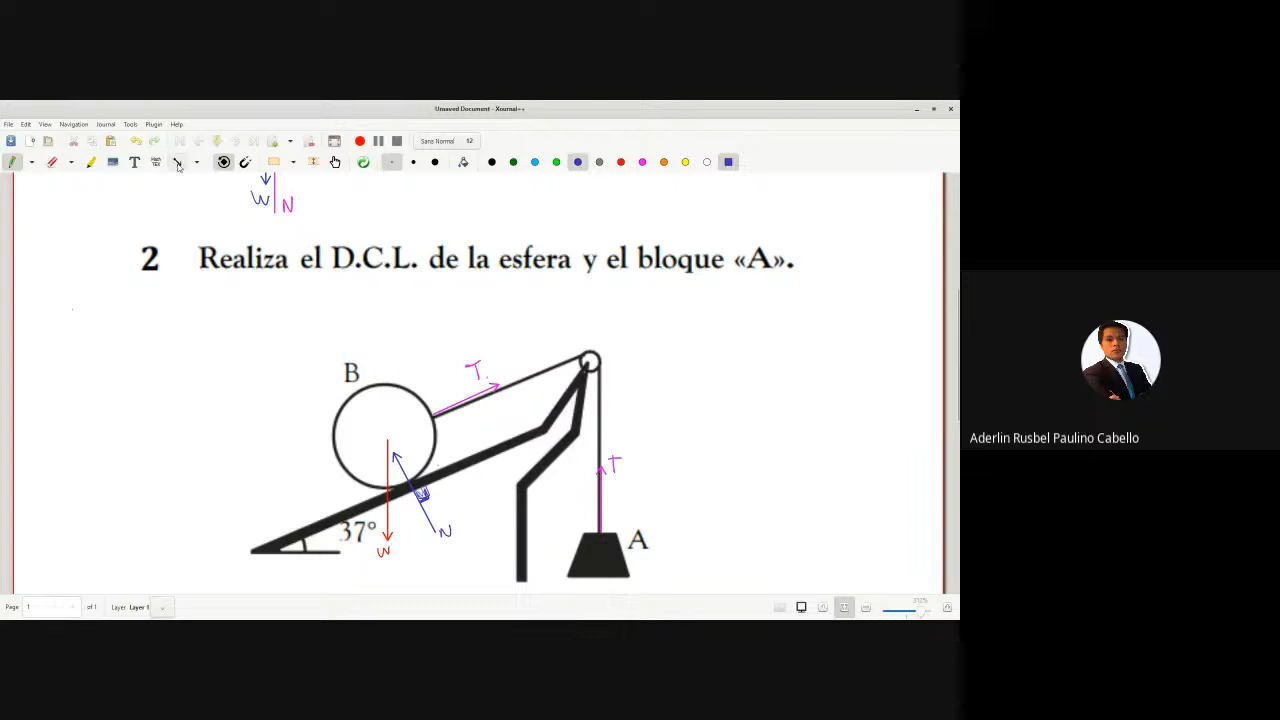 Unsaved Document - Xournal++
File Edit View Navigation Journal Tools Plugin Help
Sans Normal 12
W N
2 Realiza el D.C.L. de la esfera y el bloque «A».
B
T
T
37°
W
N
A
Page 1 of 1 Layer Layer 1
312%
Aderlin Rusbel Paulino Cabello